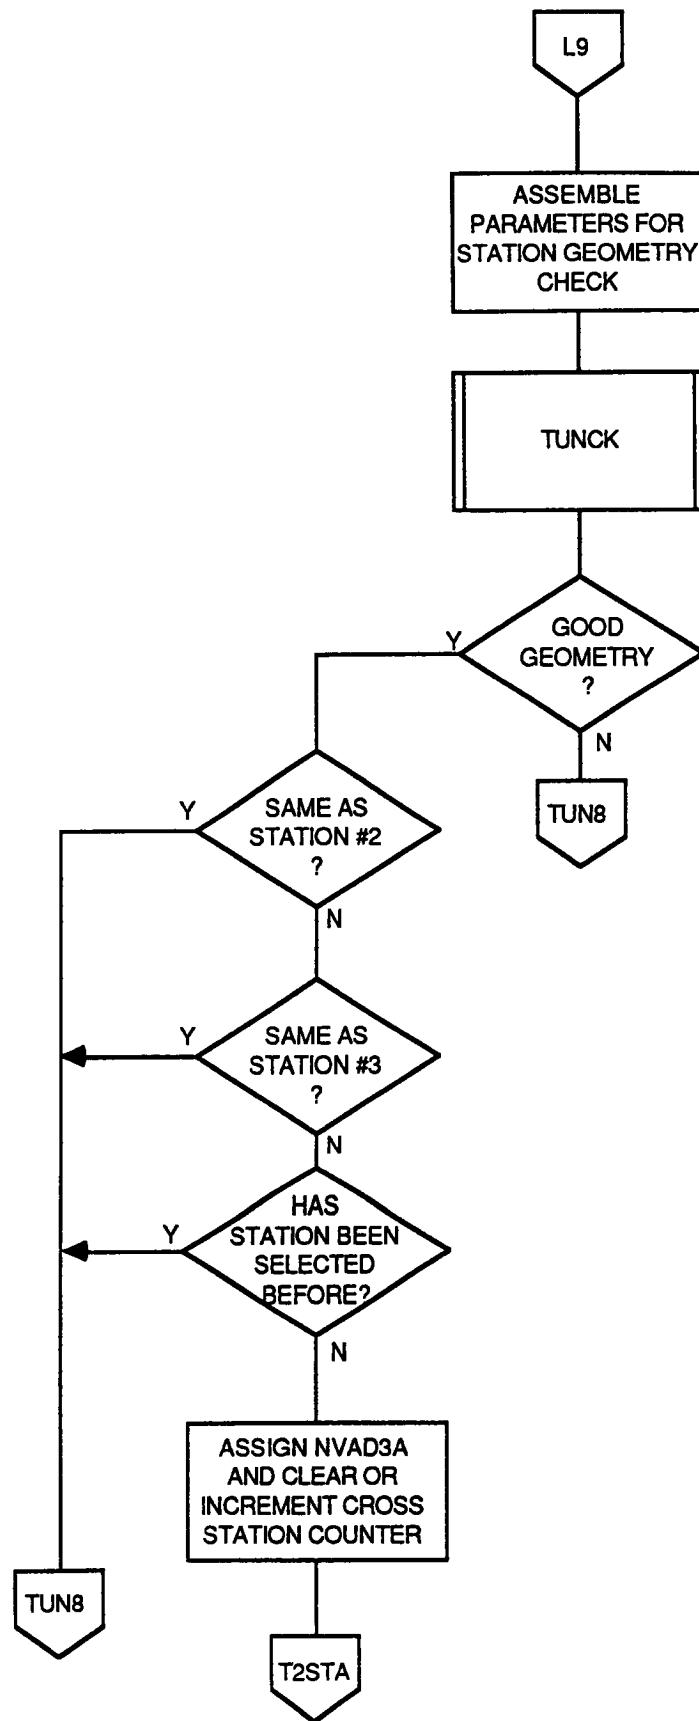 L9
ASSEMBLE
PARAMETERS FOR
STATION GEOMETRY
CHECK
TUNCK
GOOD
GEOMETRY
?
Y
N
TUN8
SAME AS
STATION #2
?
Y
N
SAME AS
STATION #3
?
Y
N
HAS
STATION BEEN
SELECTED
BEFORE?
Y
N
ASSIGN NVAD3A
AND CLEAR OR
INCREMENT CROSS
STATION COUNTER
TUN8
T2STA